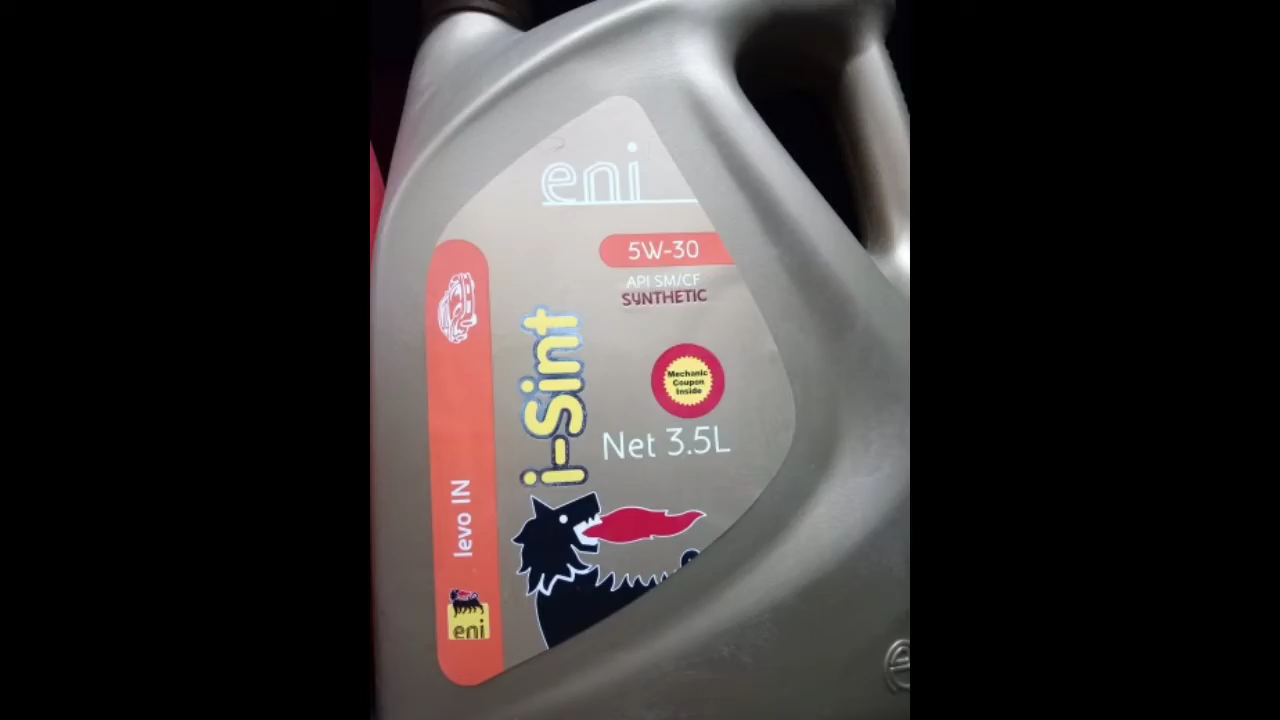 eni
5W-30
API SM/CF
SYNTHETIC
i-Sint
Mechanic
Coupon
Inside
Net 3.5L
levo IN
eni